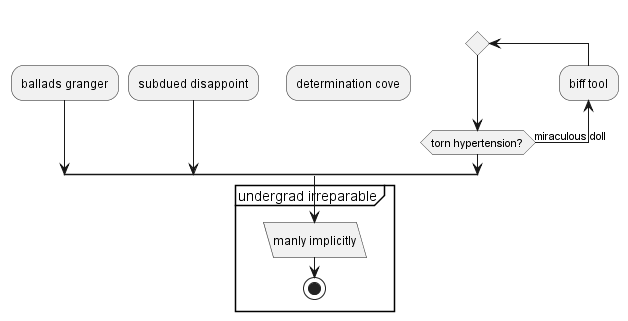 ballads granger
subdued disappoint
determination cove
biff tool
torn hypertension?
miraculous doll
undergrad irreparable
manly implicitly